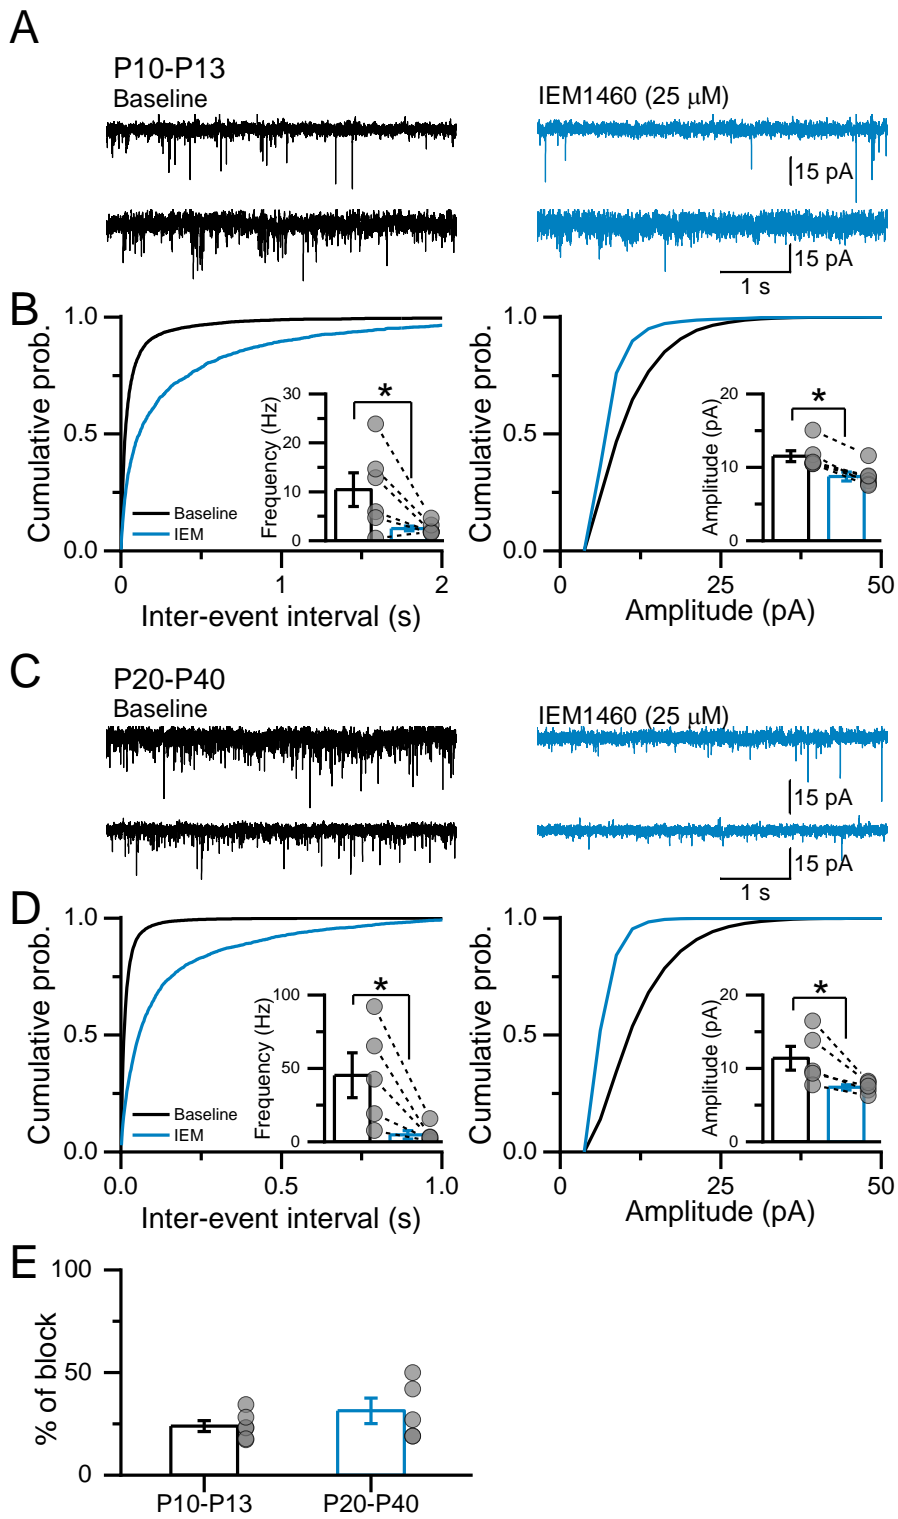 A
P10-P13
Baseline
IEM1460 (25 μM)
15 pA
15 pA
1 s
B
Cumulative prob.
1.0
0.5
0.0
0
1
2
Inter-event interval (s)
Baseline
IEM
Frequency (Hz)
30
20
10
0
*
Cumulative prob.
1.0
0.5
0.0
0
25
50
Amplitude (pA)
Amplitude (pA)
20
10
0
*
C
P20-P40
Baseline
IEM1460 (25 μM)
15 pA
15 pA
1 s
D
Cumulative prob.
1.0
0.5
0.0
0.0
0.5
1.0
Inter-event interval (s)
Baseline
IEM
Frequency (Hz)
100
50
0
*
Cumulative prob.
1.0
0.5
0.0
0
25
50
Amplitude (pA)
Amplitude (pA)
20
10
0
*
E
% of block
100
50
0
P10-P13
P20-P40